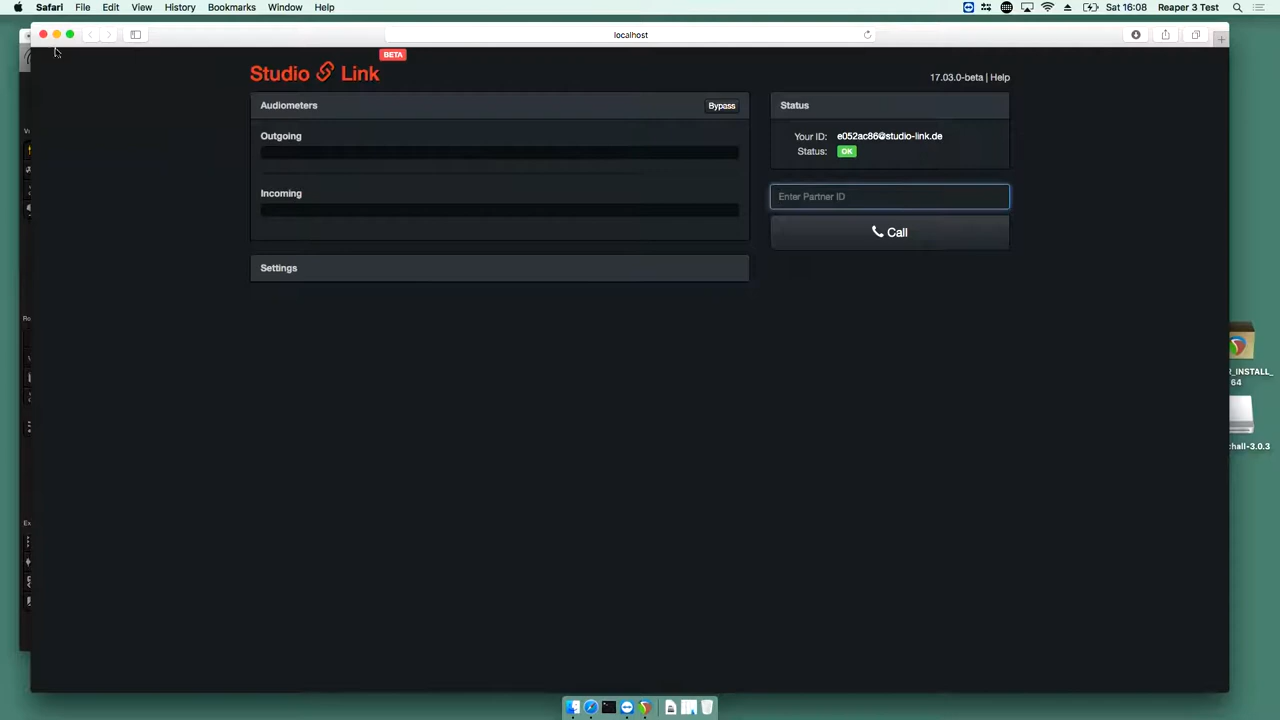 Safari File Edit View History Bookmarks Window Help Sat 16:08 Reaper 3 Test
localhost
BETA
Studio Link
17.03.0-beta | Help
Audiometers Bypass
Status
Outgoing
Your ID: e052ac86@studio-link.de
Status: OK
Incoming
Enter Partner ID
Call
Settings
R_INSTALL_
64
hall-3.0.3
Ex